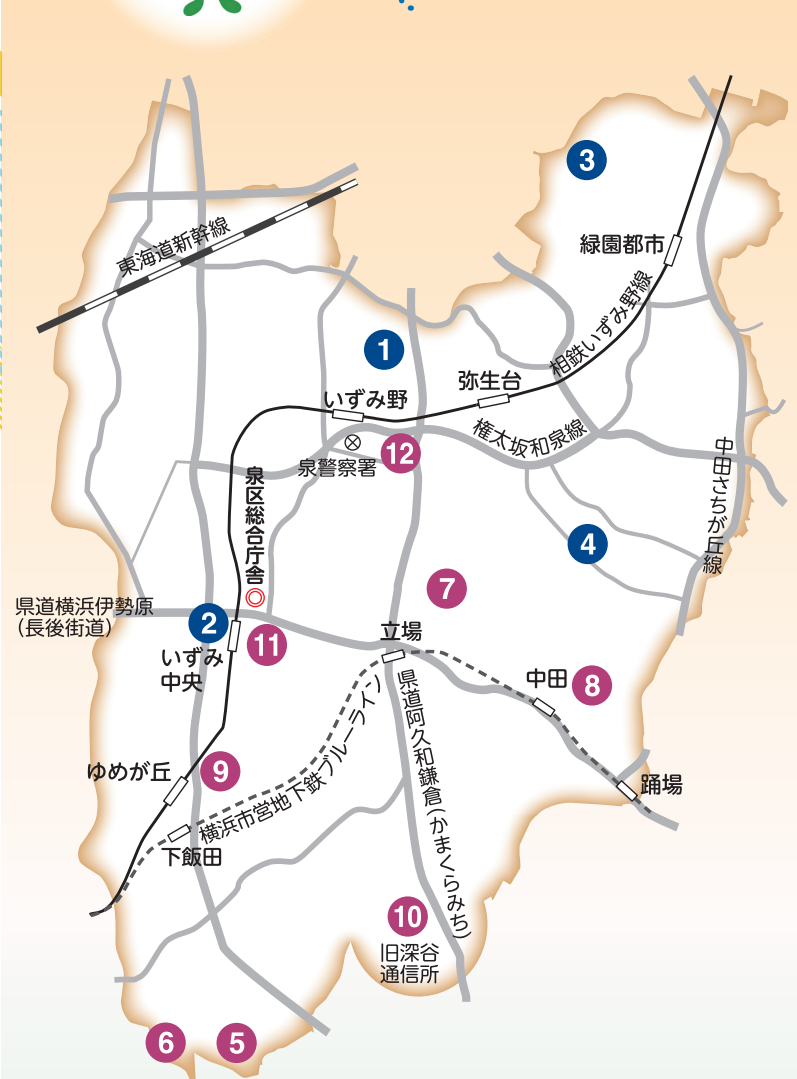 3
緑園都市
東海道新幹線
相鉄いずみ野線
1
弥生台
いずみ野
権太坂和泉線
12
泉警察署
中田さちが丘線
泉区総合庁舎
4
7
県道横浜伊勢原
（長後街道）
2
11
立場
いずみ
中央
中田
8
県道阿久和鎌倉（かまくらみち）
ゆめが丘
9
踊場
横浜市営地下鉄ブルーライン
下飯田
10
旧深谷
通信所
6
5